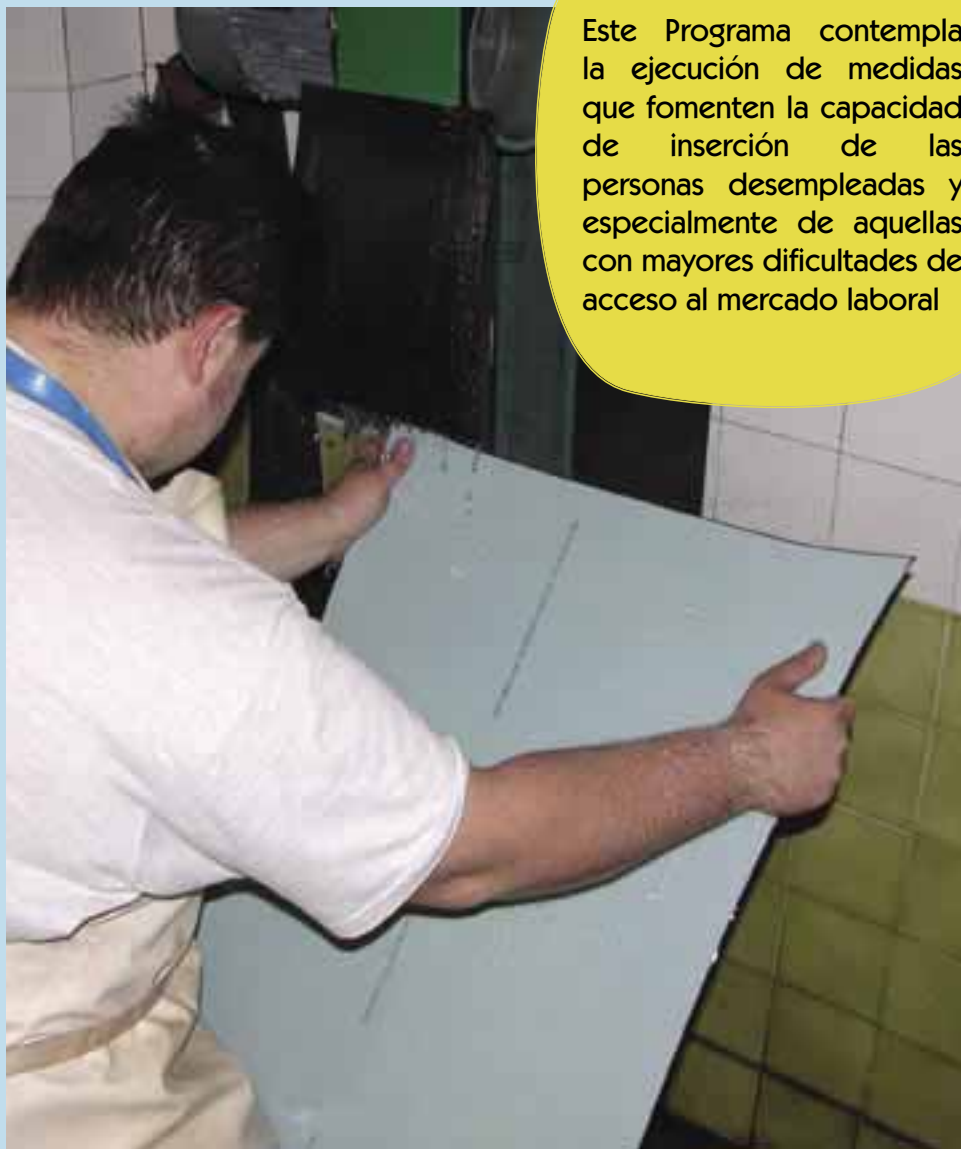 Este Programa contempla
la ejecución de medidas
que fomenten la capacidad
de inserción de las
personas desempleadas y
especialmente de aquellas
con mayores dificultades de
acceso al mercado laboral